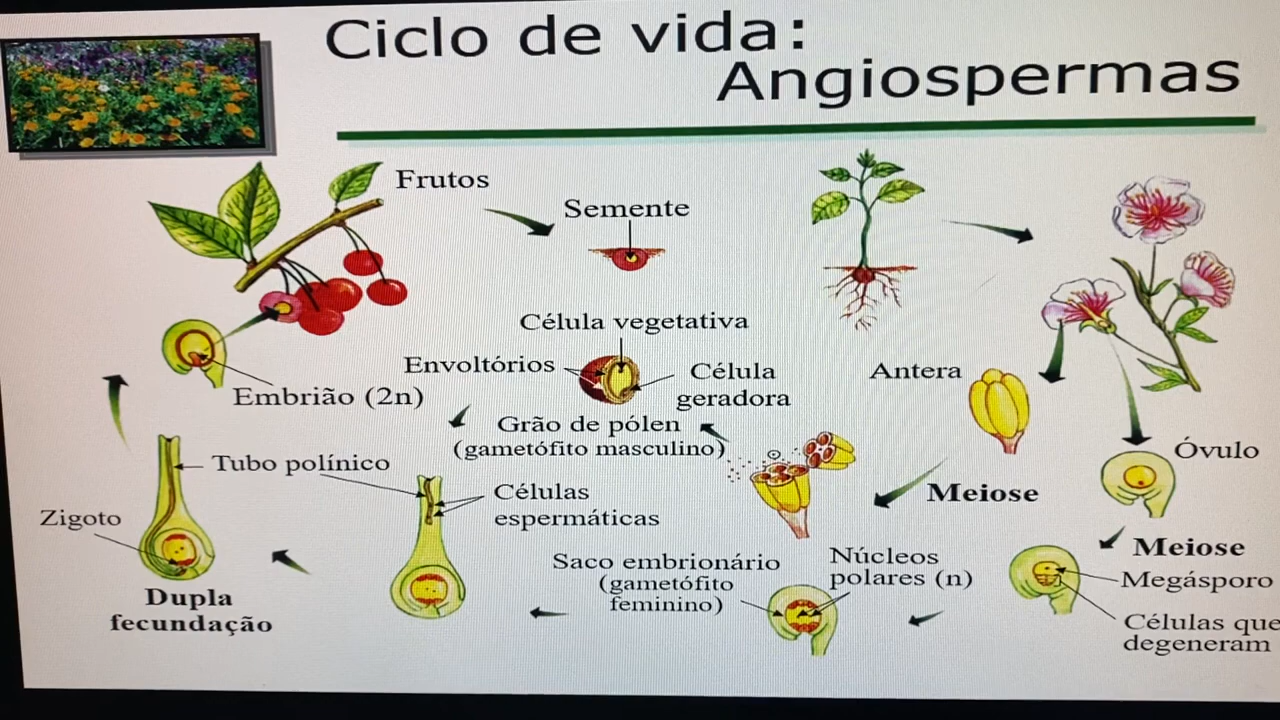 Ciclo de vida:
Angiospermas
Frutos
Semente
Célula vegetativa
Envoltórios
Célula
geradora
Embrião (2n)
Grão de pólen
(gametófito masculino)
Antera
Óvulo
Tubo polínico
Células
espermáticas
Meiose
Zigoto
Meiose
Megásporo
Células que
degeneram
Saco embrionário
(gametófito
feminino)
Núcleos
polares (n)
Dupla
fecundação